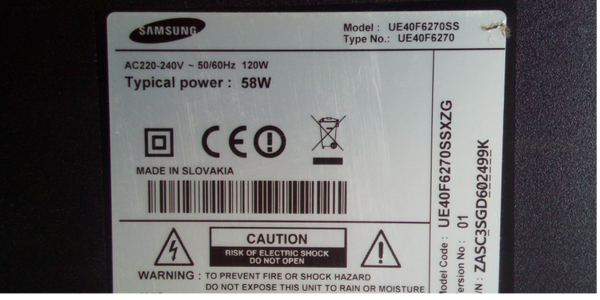 SAMSUNG
Model : UE40F6270SS
Type No.: UE40F6270
AC220-240V ~ 50/60Hz 120W
Typical power : 58W
MADE IN SLOVAKIA
CAUTION
RISK OF ELECTRIC SHOCK
DO NOT OPEN
WARNING : TO PREVENT FIRE OR SHOCK HAZARD
DO NOT EXPOSE THIS UNIT TO RAIN OR MOISTURE
Model Code : UE40F6270SSXZG
Version No : 01
/N : ZASC3SGD602499K